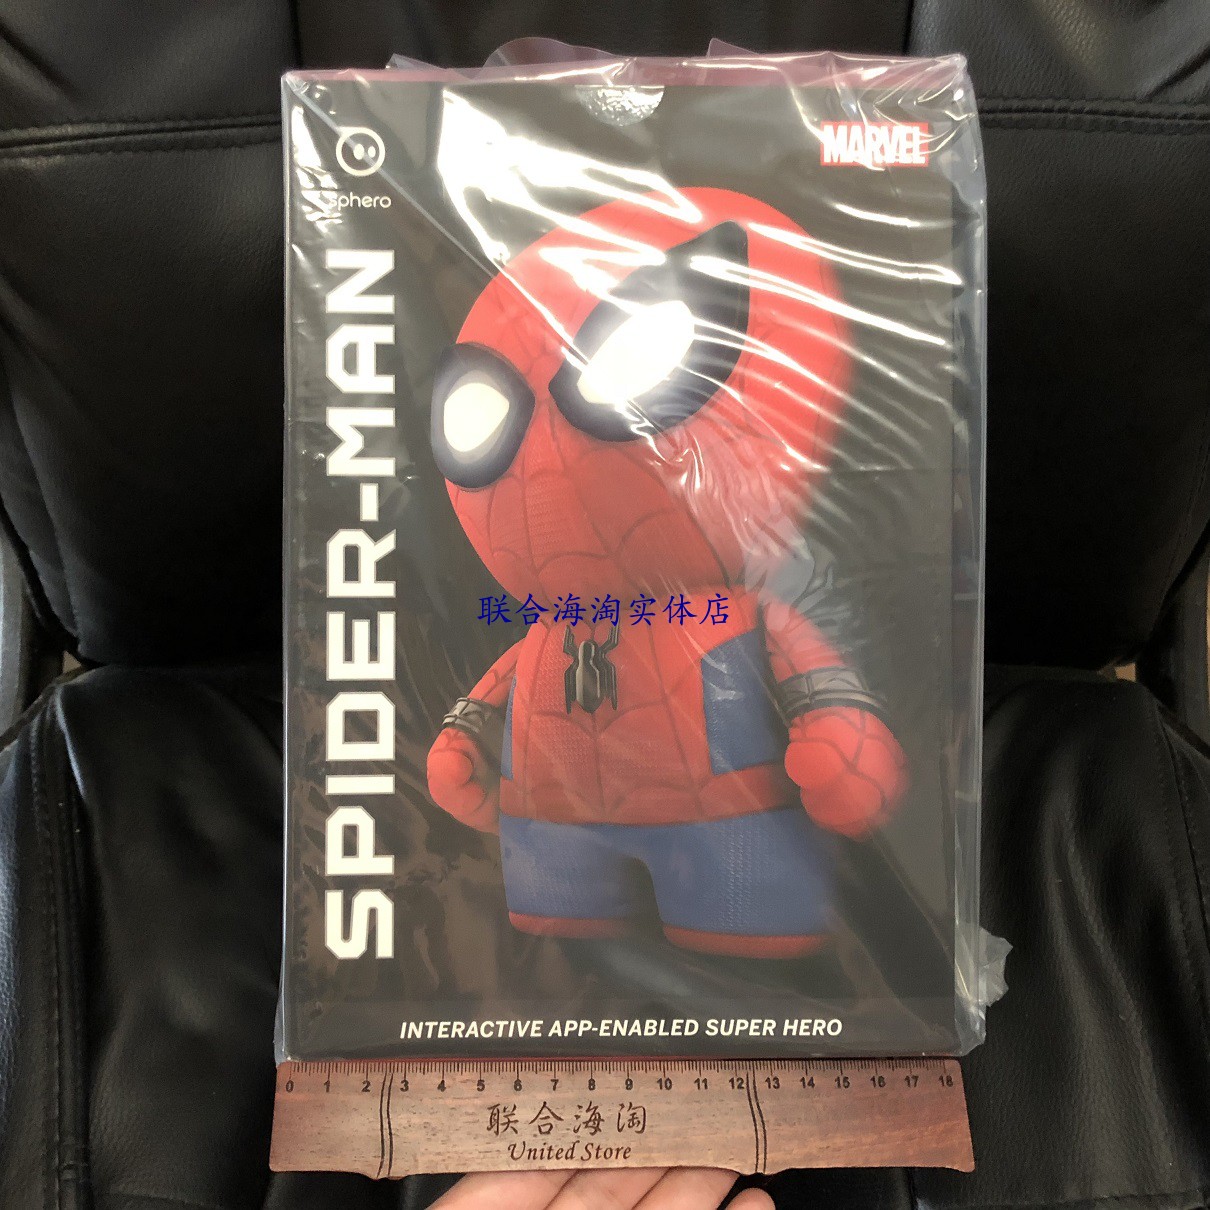 sphero
MARVEL
SPIDER-MAN
联合海淘实体店
INTERACTIVE APP-ENABLED SUPER HERO
0 1 2 3 4 5 6 7 8 9 10 11 12 13 14 15 16 17 18
联合海淘
United Store